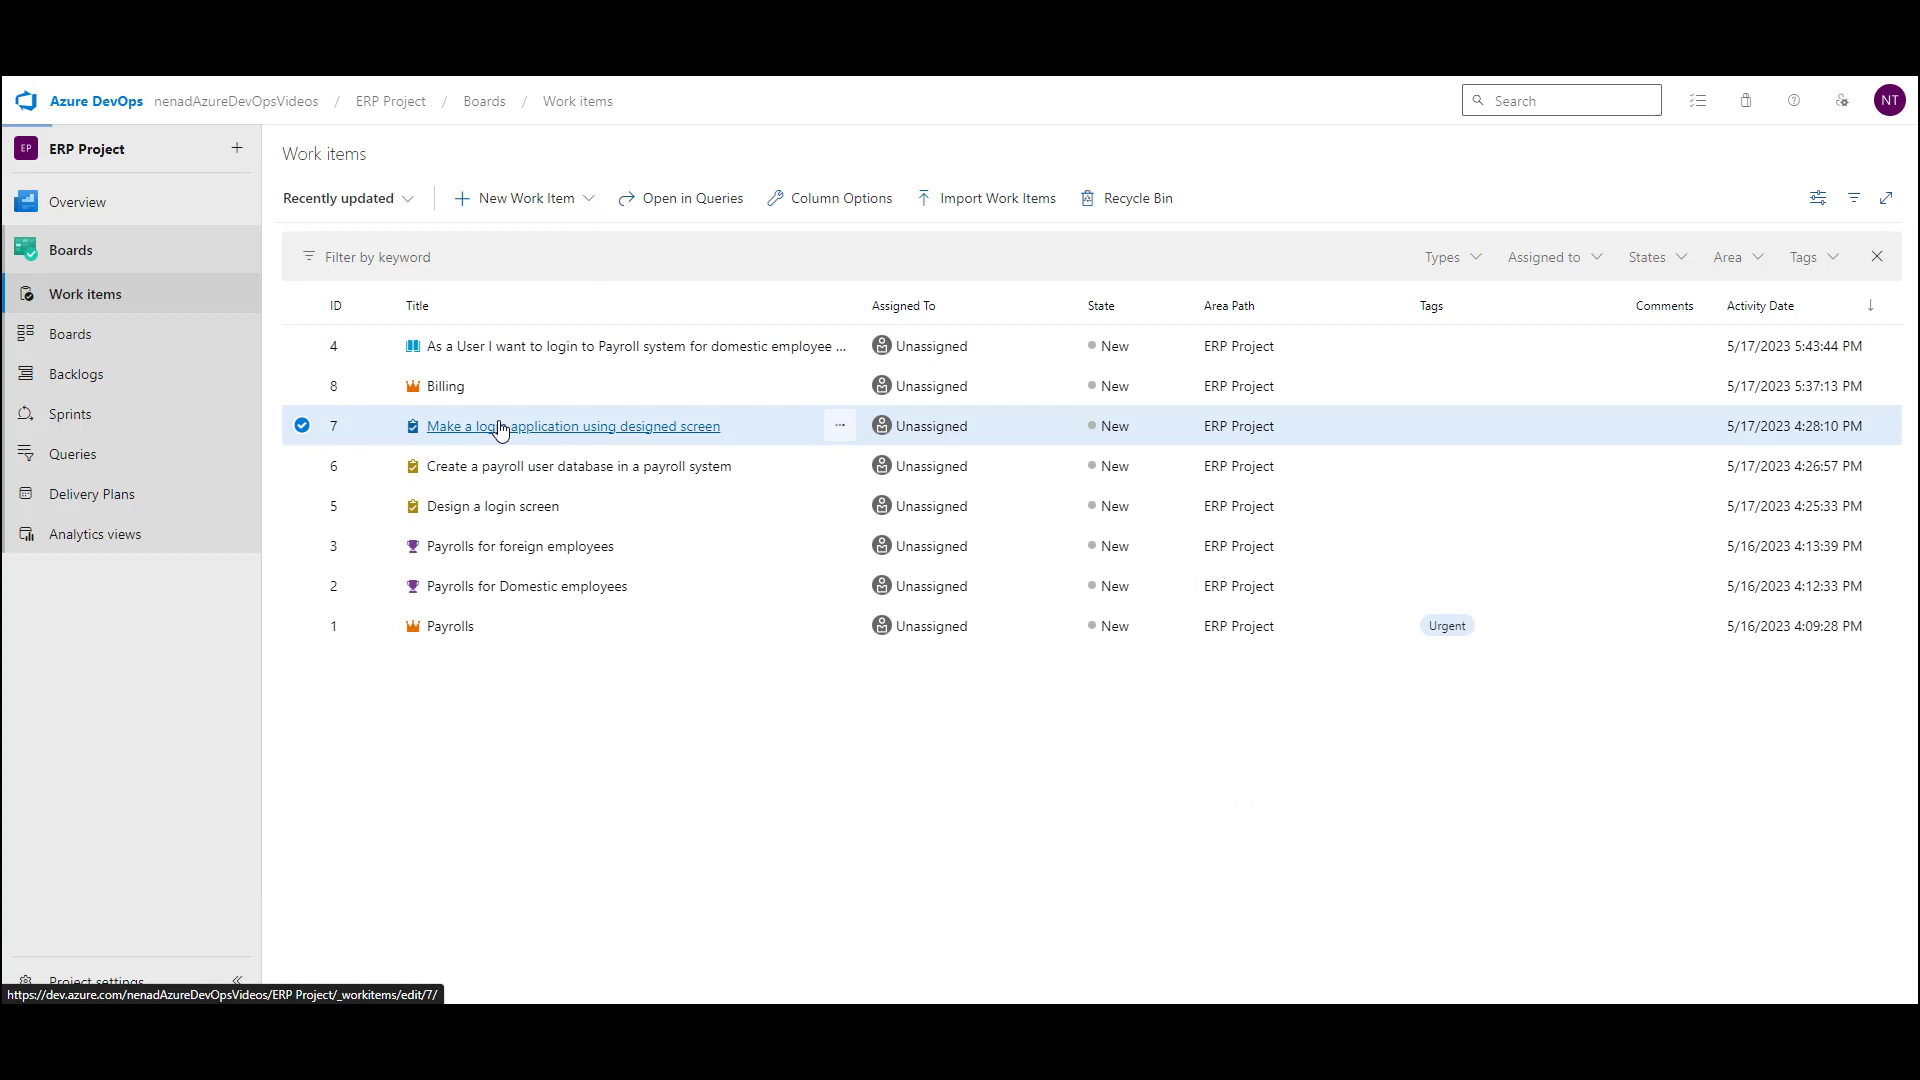 Azure DevOps nenadAzureDevOpsVideos / ERP Project / Boards / Work items Search NT
EP ERP Project +
Work items
Overview
Recently updated New Work Item Open in Queries Column Options Import Work Items Recycle Bin
Boards
Filter by keyword Types Assigned to States Area Tags
Work items
Boards
Backlogs
Sprints
Queries
Delivery Plans
Analytics views
ID Title Assigned To State Area Path Tags Comments Activity Date
4 As a User I want to login to Payroll system for domestic employee ... Unassigned New ERP Project 5/17/2023 5:43:44 PM
8 Billing Unassigned New ERP Project 5/17/2023 5:37:13 PM
7 Make a login application using designed screen ... Unassigned New ERP Project 5/17/2023 4:28:10 PM
6 Create a payroll user database in a payroll system Unassigned New ERP Project 5/17/2023 4:26:57 PM
5 Design a login screen Unassigned New ERP Project 5/17/2023 4:25:33 PM
3 Payrolls for foreign employees Unassigned New ERP Project 5/16/2023 4:13:39 PM
2 Payrolls for Domestic employees Unassigned New ERP Project 5/16/2023 4:12:33 PM
1 Payrolls Unassigned New ERP Project Urgent 5/16/2023 4:09:28 PM
Project settings
https://dev.azure.com/nenadAzureDevOpsVideos/ERP Project/_workitems/edit/7/